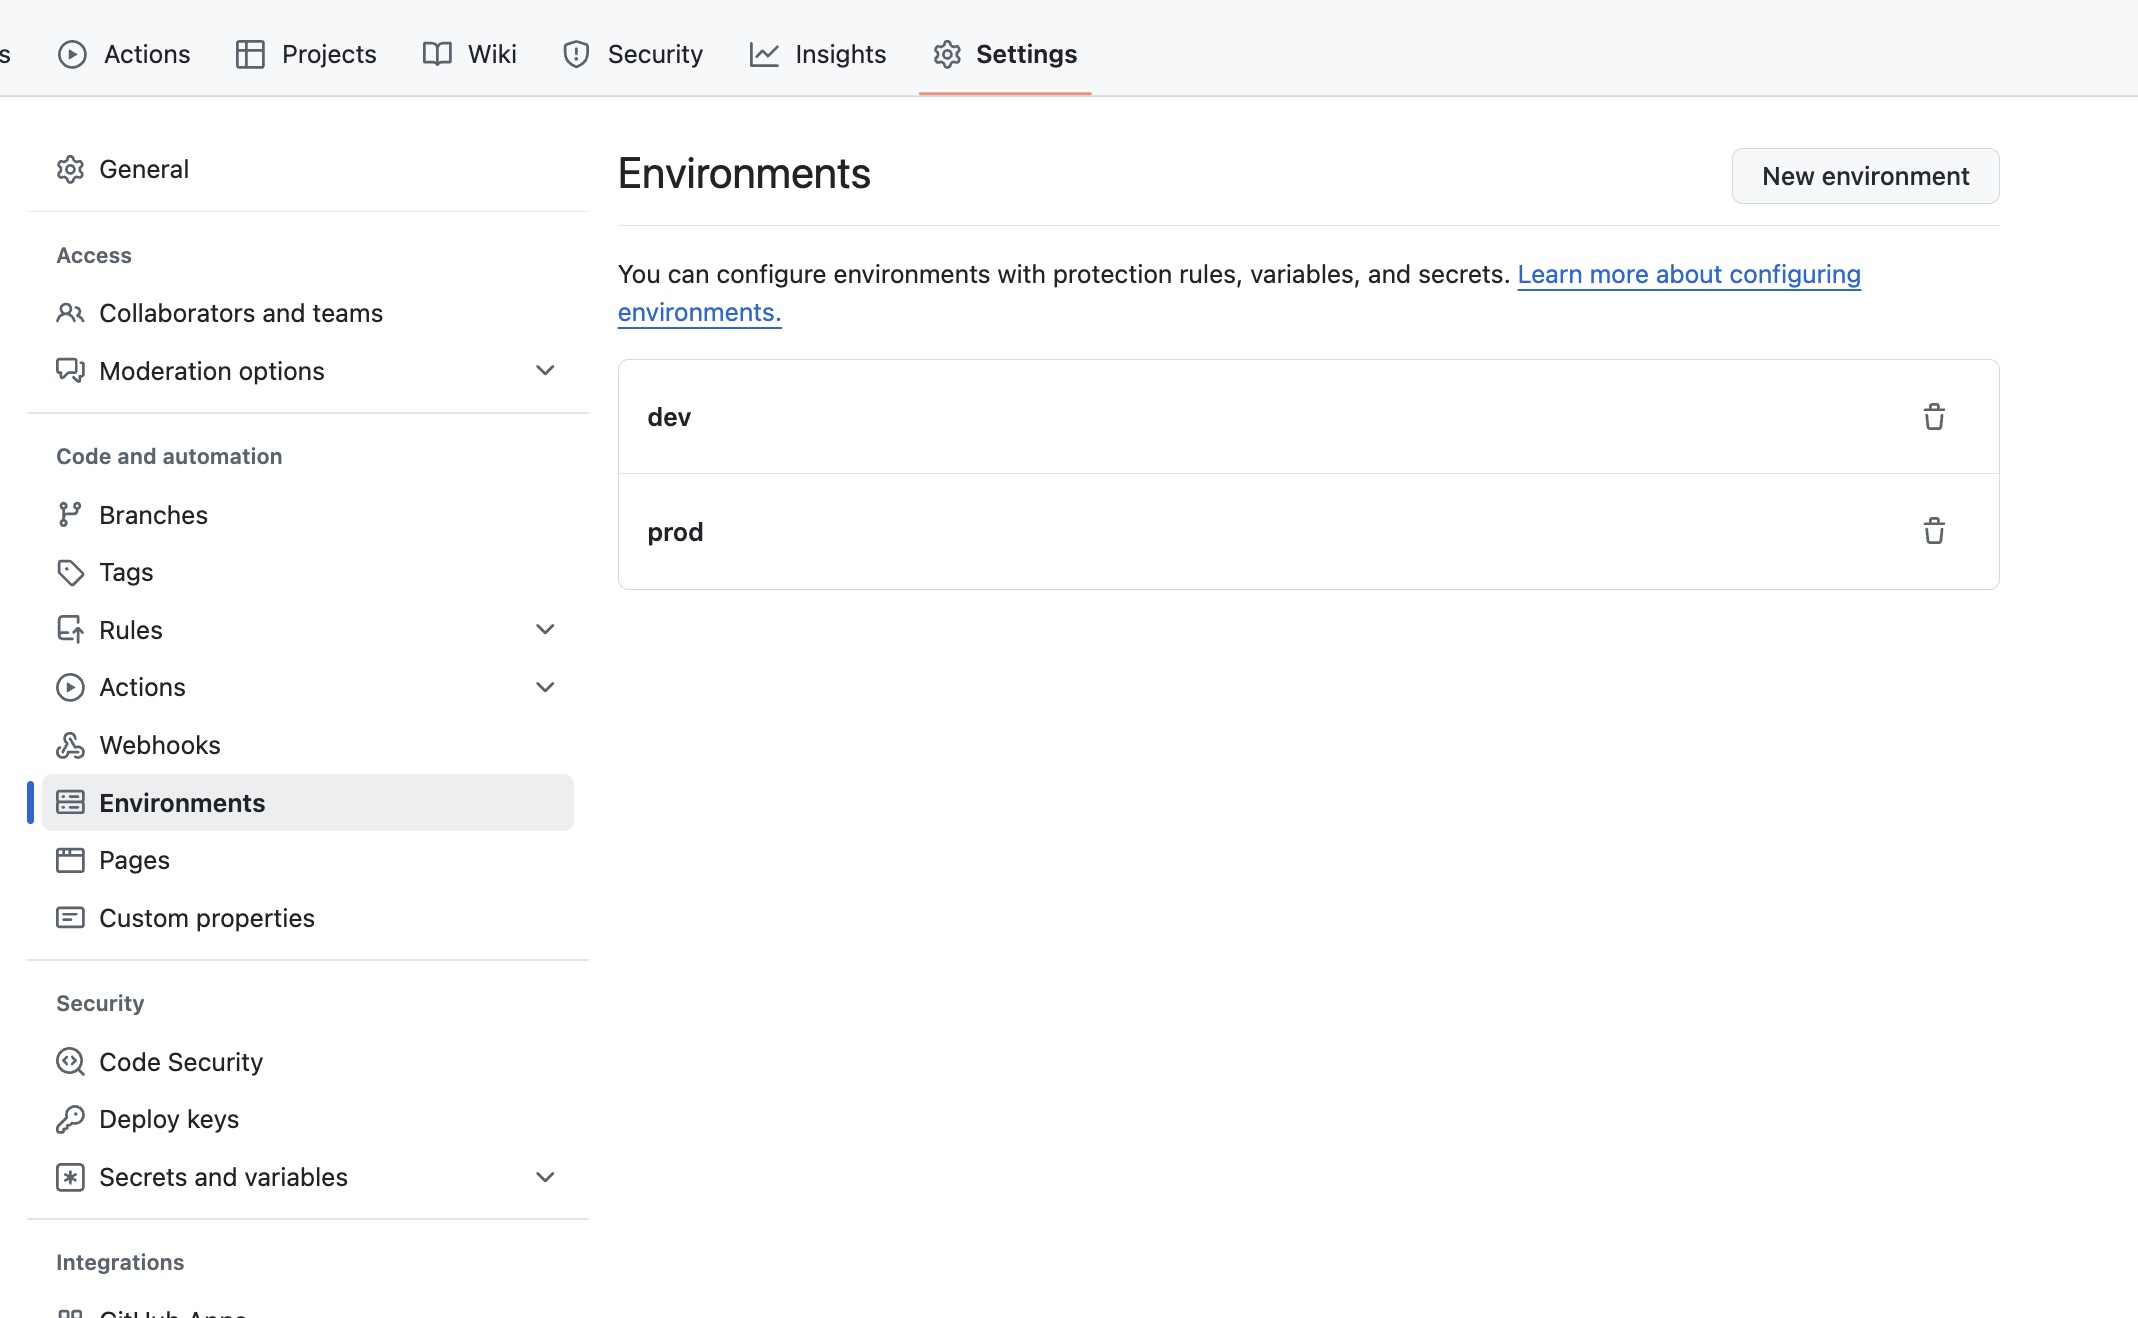 s Actions Projects Wiki Security Insights Settings
General
Access
Collaborators and teams
Moderation options
Code and automation
Branches
Tags
Rules
Actions
Webhooks
Environments
Pages
Custom properties
Security
Code Security
Deploy keys
Secrets and variables
Integrations
GitHub Apps
Environments
New environment
You can configure environments with protection rules, variables, and secrets. Learn more about configuring
environments.
dev
prod